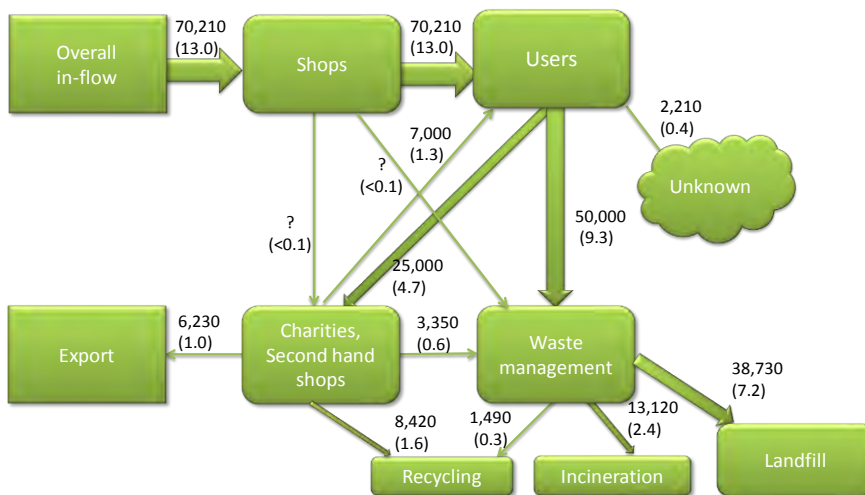 70,210
(13.0)
70,210
(13.0)
Overall
in-flow
Shops
Users
2,210
(0.4)
7,000
(1.3)
?
(<0.1)
Unknown
?
(<0.1)
50,000
(9.3)
25,000
(4.7)
6,230
(1.0)
Export
Charities,
Second hand
shops
3,350
(0.6)
Waste
management
38,730
(7.2)
8,420
(1.6)
1,490
(0.3)
13,120
(2.4)
Recycling
Incineration
Landfill